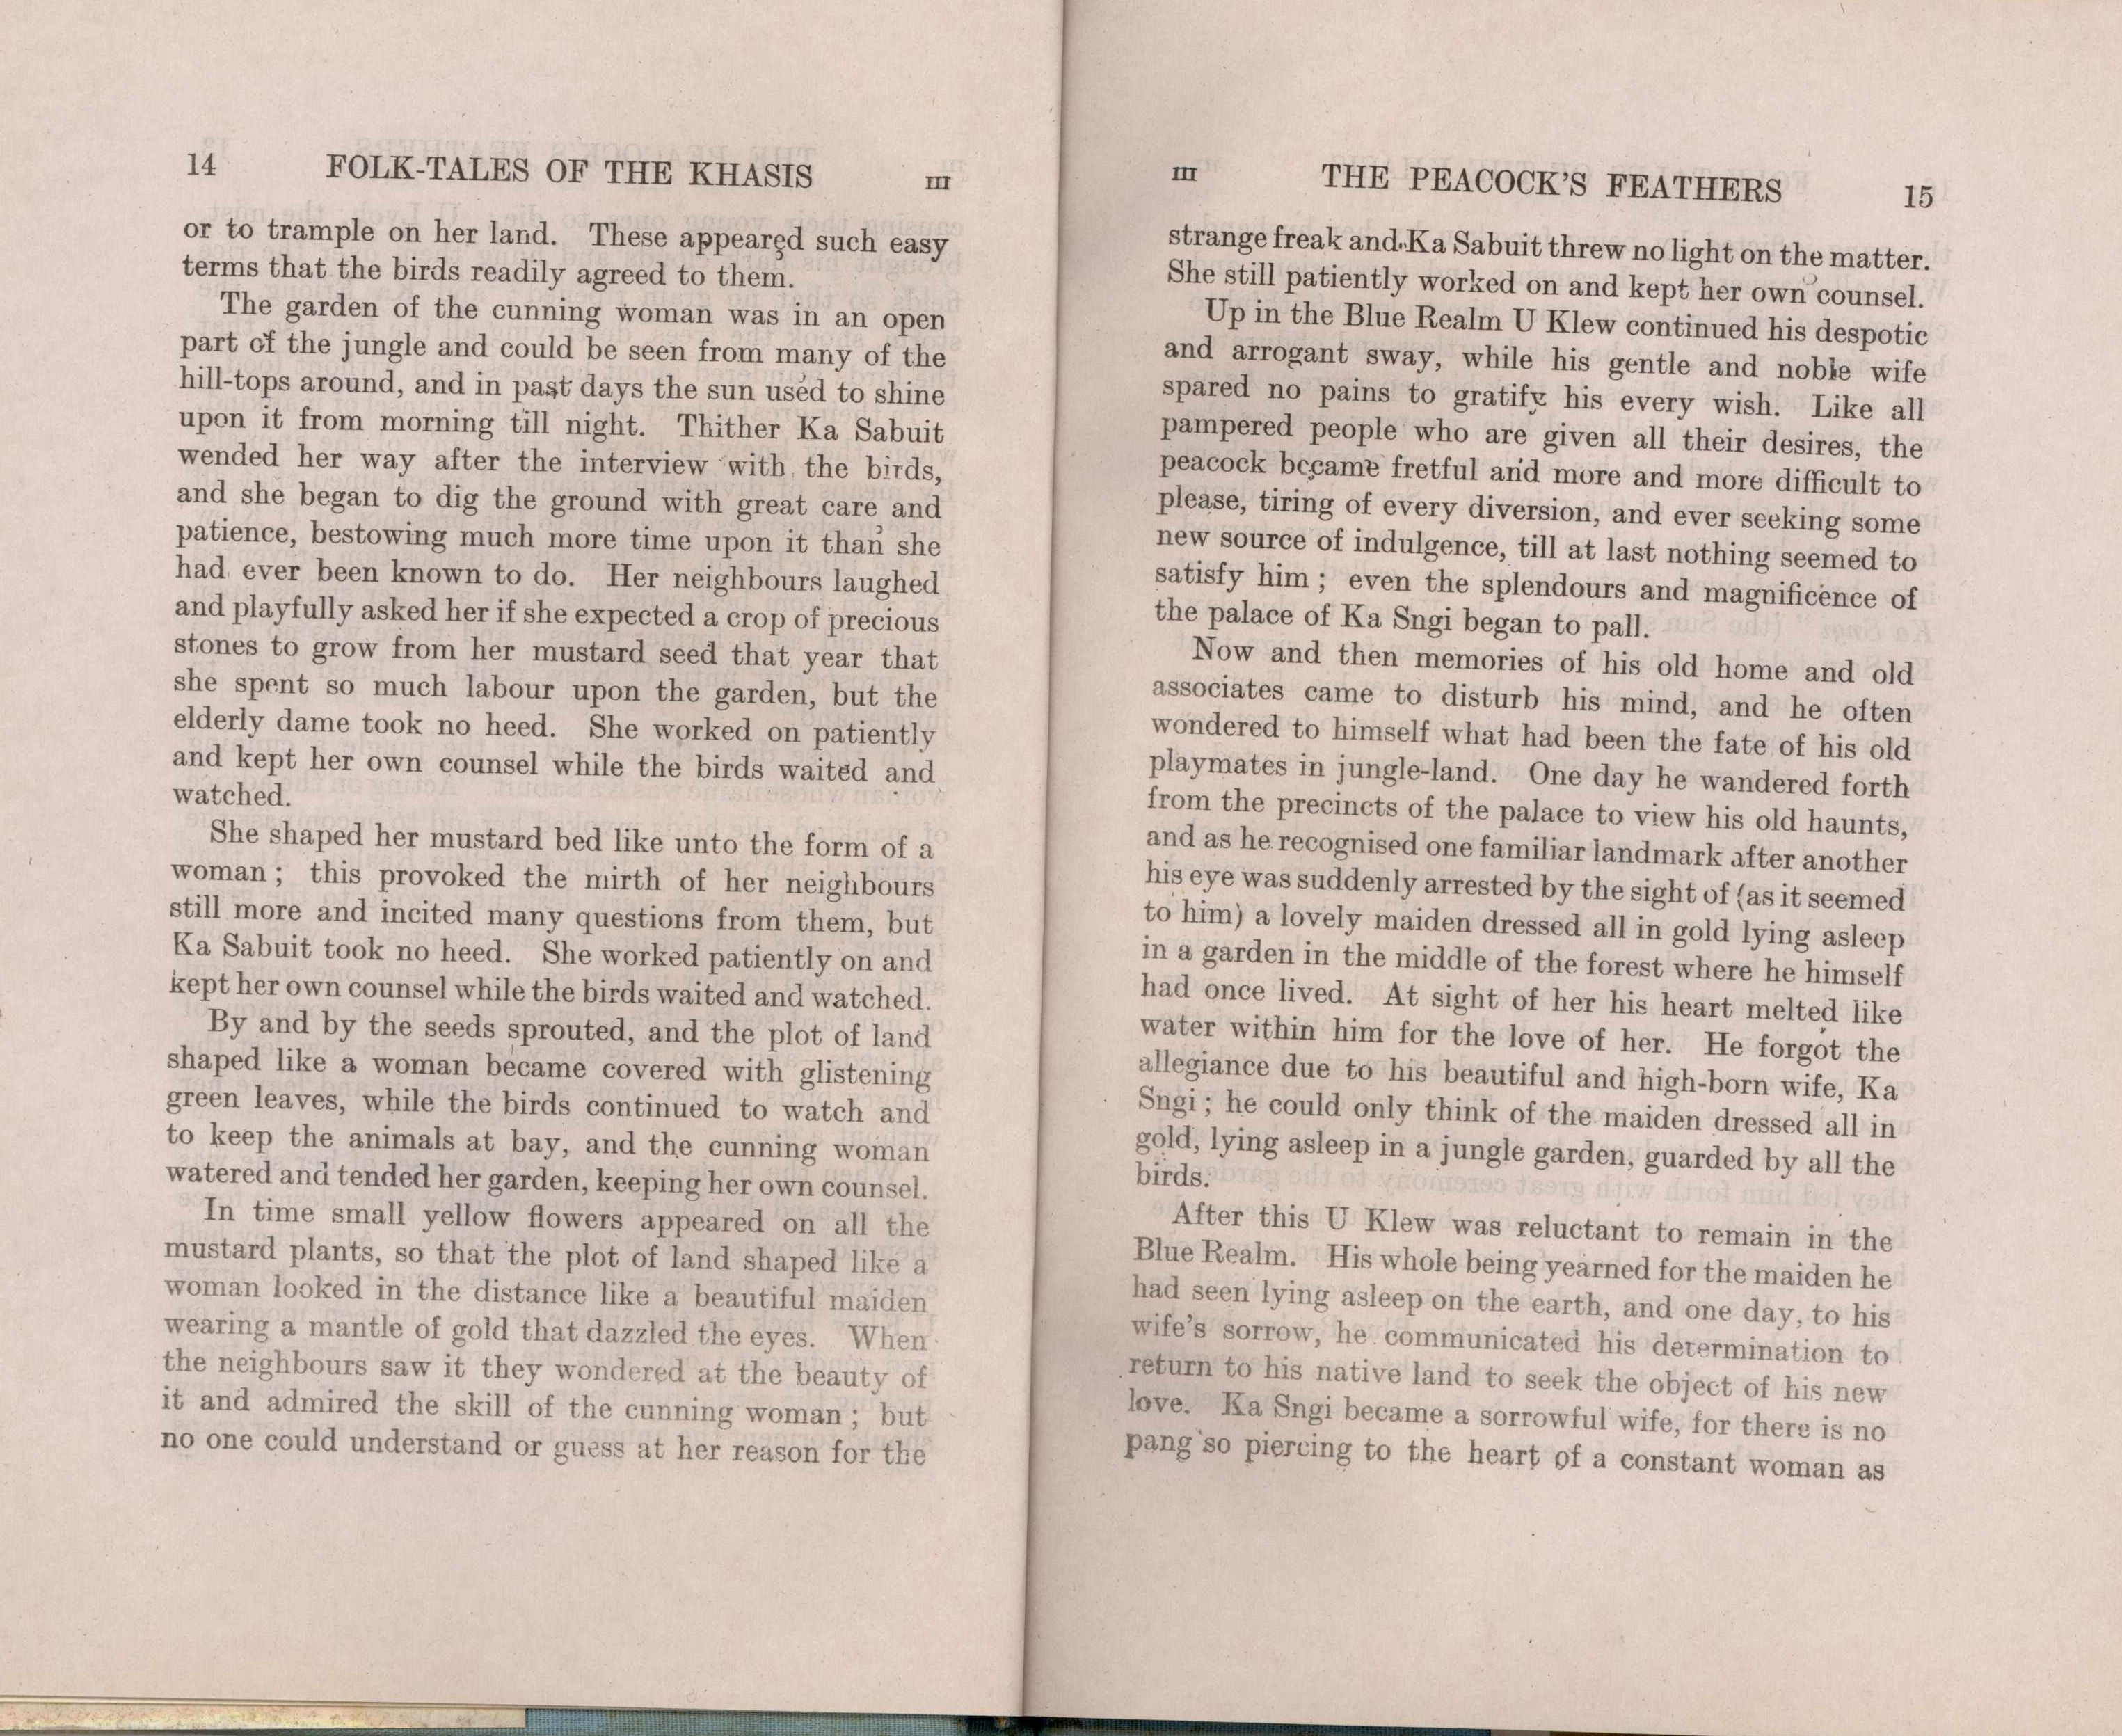 14 FOLK-TALES OF THE KHASIS III
or to trample on her land. These appeared such easy
terms that the birds readily agreed to them.
The garden of the cunning woman was in an open
part of the jungle and could be seen from many of the
hill-tops around, and in past days the sun used to shine
upon it from morning till night. Thither Ka Sabuit
wended her way after the interview with the birds,
and she began to dig the ground with great care and
patience, bestowing much more time upon it than she
had ever been known to do. Her neighbours laughed
and playfully asked her if she expected a crop of precious
stones to grow from her mustard seed that year that
she spent so much labour upon the garden, but the
elderly dame took no heed. She worked on patiently
and kept her own counsel while the birds waited and
watched.
She shaped her mustard bed like unto the form of a
woman; this provoked the mirth of her neighbours
still more and incited many questions from them, but
Ka Sabuit took no heed. She worked patiently on and
kept her own counsel while the birds waited and watched.
By and by the seeds sprouted, and the plot of land
shaped like a woman became covered with glistening
green leaves, while the birds continued to watch and
to keep the animals at bay, and the cunning woman
watered and tended her garden, keeping her own counsel.
In time small yellow flowers appeared on all the
mustard plants, so that the plot of land shaped like a
woman looked in the distance like a beautiful maiden
wearing a mantle of gold that dazzled the eyes. When
the neighbours saw it they wondered at the beauty of
it and admired the skill of the cunning woman; but
no one could understand or guess at her reason for the
III THE PEACOCK'S FEATHERS 15
strange freak and Ka Sabuit threw no light on the matter.
She still patiently worked on and kept her own counsel.
Up in the Blue Realm U Klew continued his despotic
and arrogant sway, while his gentle and noble wife
spared no pains to gratify his every wish. Like all
pampered people who are given all their desires, the
peacock became fretful and more and more difficult to
please, tiring of every diversion, and ever seeking some
new source of indulgence, till at last nothing seemed to
satisfy him; even the splendours and magnificence of
the palace of Ka Sngi began to pall.
Now and then memories of his old home and old
associates came to disturb his mind, and he often
wondered to himself what had been the fate of his old
playmates in jungle-land. One day he wandered forth
from the precincts of the palace to view his old haunts,
and as he recognised one familiar landmark after another
his eye was suddenly arrested by the sight of (as it seemed
to him) a lovely maiden dressed all in gold lying asleep
in a garden in the middle of the forest where he himself
had once lived. At sight of her his heart melted like
water within him for the love of her. He forgot the
allegiance due to his beautiful and high-born wife, Ka
Sngi; he could only think of the maiden dressed all in
gold, lying asleep in a jungle garden, guarded by all the
birds.
After this U Klew was reluctant to remain in the
Blue Realm. His whole being yearned for the maiden he
had seen lying asleep on the earth, and one day, to his
wife's sorrow, he communicated his determination to
return to his native land to seek the object of his new
love. Ka Sngi became a sorrowful wife, for there is no
pang so piercing to the heart of a constant woman as